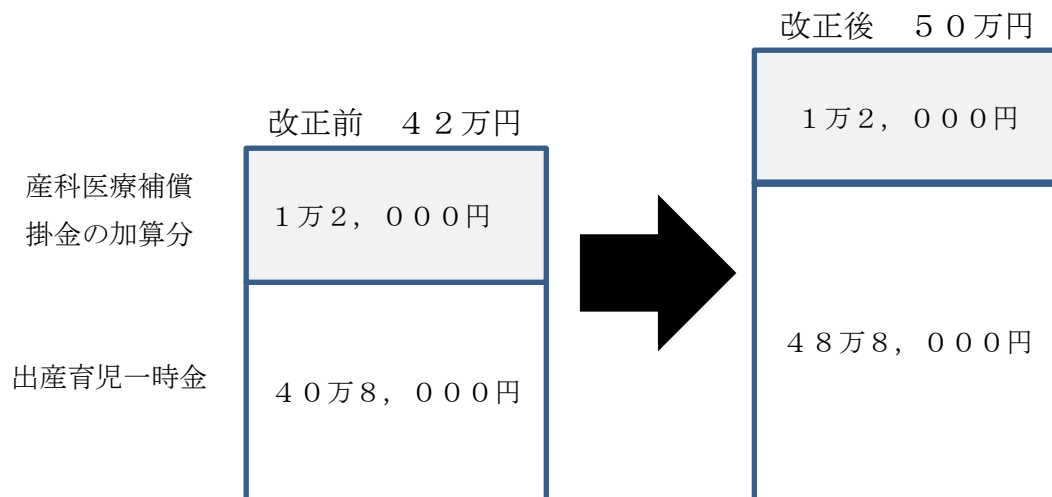 改正後　５０万円
１万２，０００円
改正前　４２万円
産科医療補償
掛金の加算分
１万２，０００円
４８万８，０００円
出産育児一時金
４０万８，０００円